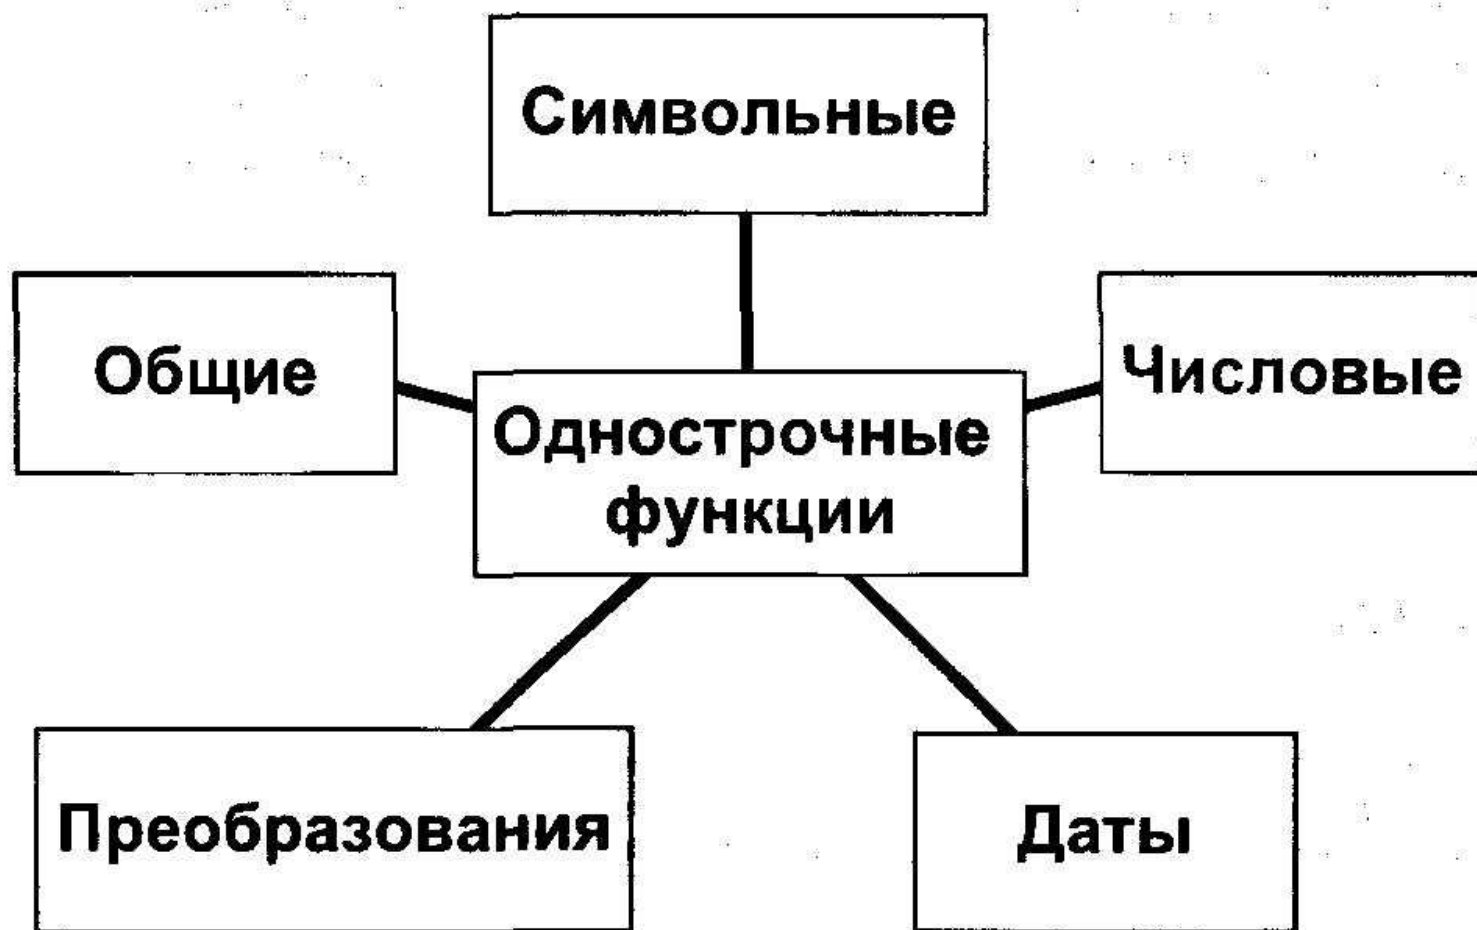 Символьные
Общие
Числовые
Однострочные
функции
Преобразования
Даты